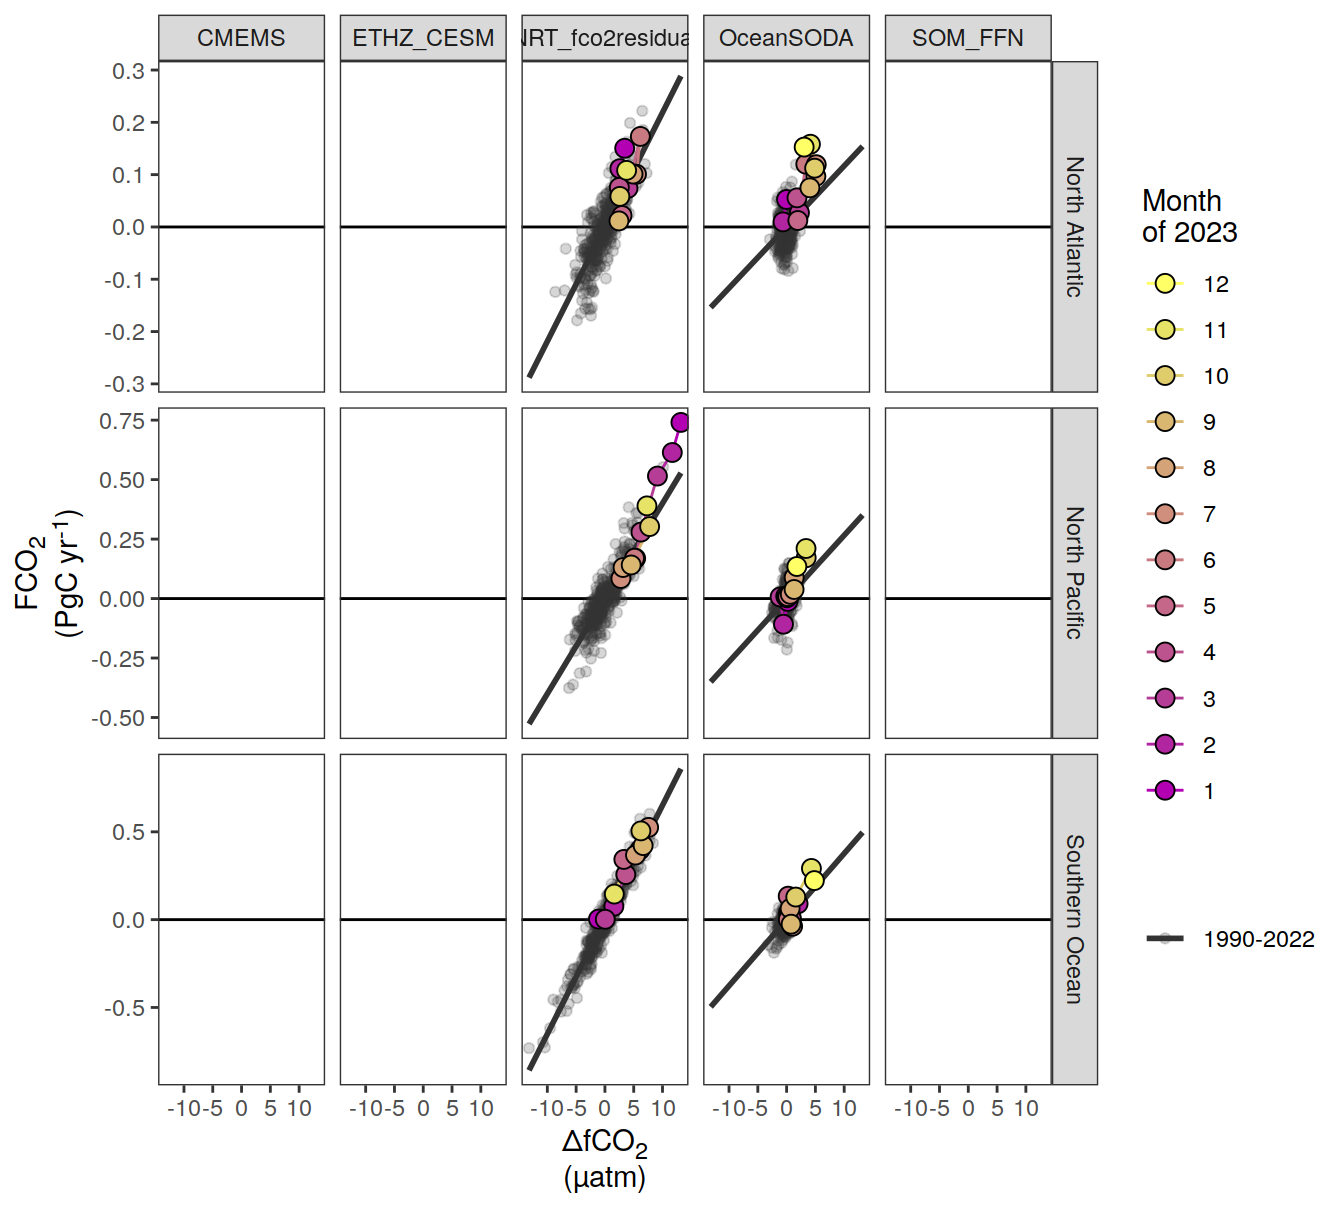 CMEMS ETHZ_CESM NRT_fco2residua OceanSODA SOM_FFN
0.3
0.2
0.1
0.0
-0.1
-0.2
-0.3
North Atlantic
0.75
0.50
0.25
0.00
-0.25
-0.50
North Pacific
0.5
0.0
-0.5
Southern Ocean
FCO2
(PgC yr-1)
-10 -5 0 5 10 -10 -5 0 5 10 -10 -5 0 5 10 -10 -5 0 5 10 -10 -5 0 5 10
ΔfCO2
(µatm)
Month
of 2023
12
11
10
9
8
7
6
5
4
3
2
1
1990-2022